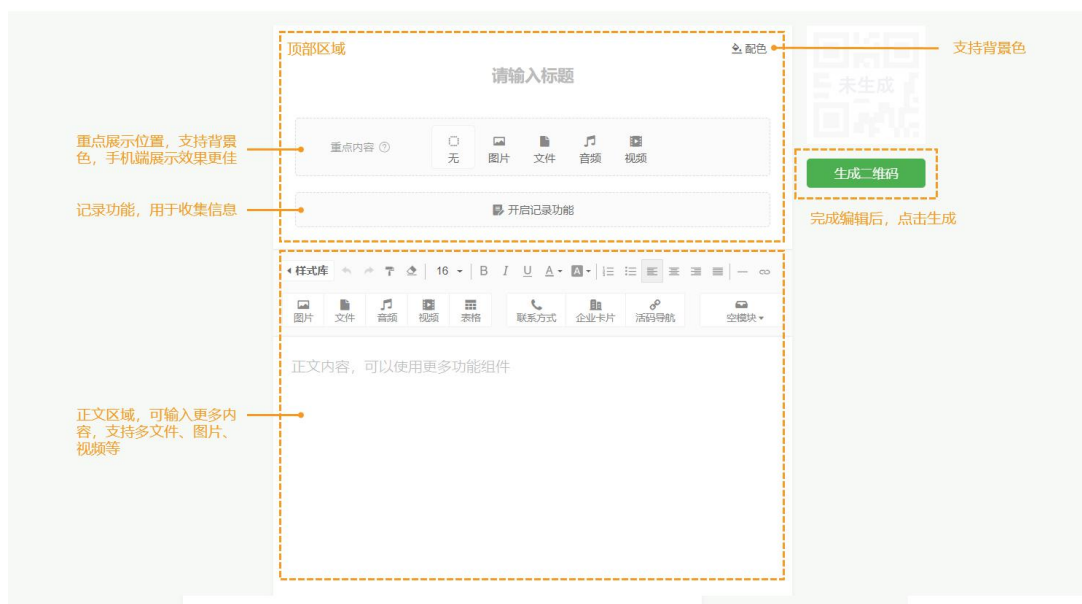 顶部区域
配色
支持背景色
请输入标题
未生成
重点展示位置，支持背景
色，手机端展示效果更佳
重点内容
无
图片
文件
音频
视频
生成二维码
记录功能，用于收集信息
开启记录功能
完成编辑后，点击生成
样式库 16 B I U A A
图片 文件 音频 视频 表格 联系方式 企业卡片 活码导航 空模块
正文内容，可以使用更多功能组件
正文区域，可输入更多内
容，支持多文件、图片、
视频等